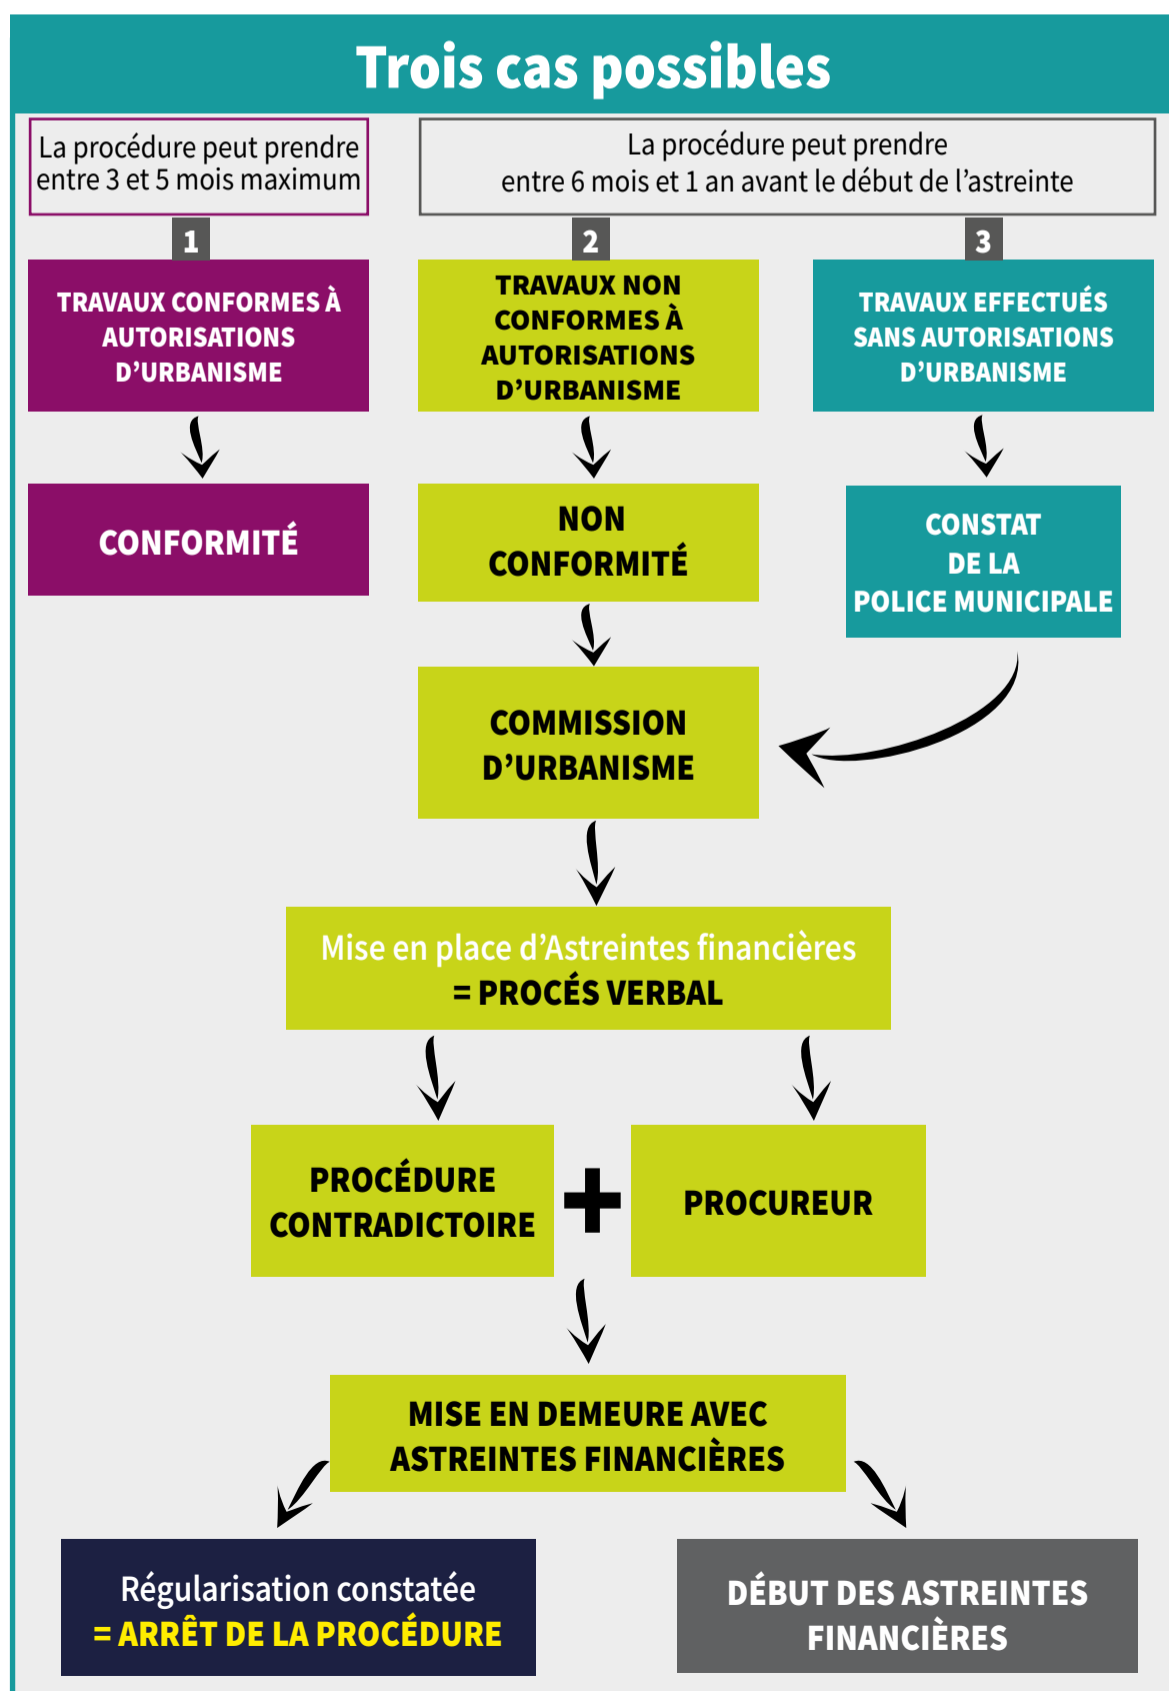 Trois cas possibles
La procédure peut prendre
entre 3 et 5 mois maximum
La procédure peut prendre
entre 6 mois et 1 an avant le début de l’astreinte
1
2
3
TRAVAUX CONFORMES À
AUTORISATIONS
D’URBANISME
TRAVAUX NON
CONFORMES À
AUTORISATIONS
D’URBANISME
TRAVAUX EFFECTUÉS
SANS AUTORISATIONS
D’URBANISME
CONFORMITÉ
NON
CONFORMITÉ
CONSTAT
DE LA
POLICE MUNICIPALE
COMMISSION
D’URBANISME
Mise en place d’Astreintes financières
= PROCÉS VERBAL
PROCÉDURE
CONTRADICTOIRE
+
PROCUREUR
MISE EN DEMEURE AVEC
ASTREINTES FINANCIÈRES
Régularisation constatée
= ARRÊT DE LA PROCÉDURE
DÉBUT DES ASTREINTES
FINANCIÈRES